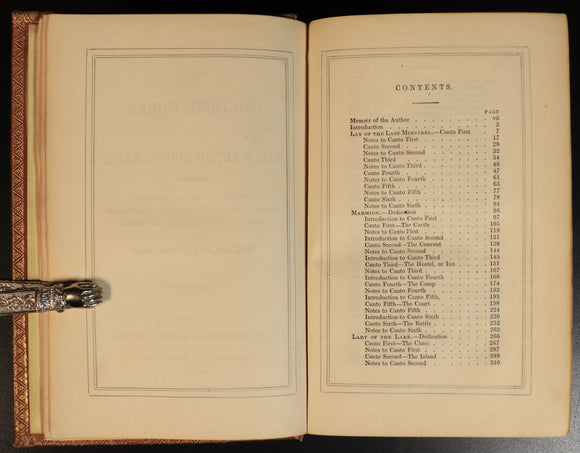 CONTENTS.
PAGE
Memoir of the Author . . . vii
Introduction . . . 3
LAY OF THE LAST MINSTREL.—Canto First . . . 7
Notes to Canto First . . . 17
Canto Second . . . 20
Notes to Canto Second . . . 33
Canto Third . . . 34
Notes to Canto Third . . . 46
Canto Fourth . . . 47
Notes to Canto Fourth . . . 61
Canto Fifth . . . 65
Notes to Canto Fifth . . . 77
Canto Sixth . . . 78
Notes to Canto Sixth . . . 94
MARMION.—Dedication . . . 96
Introduction to Canto First . . . 97
Canto First—The Castle . . . 105
Notes to Canto First . . . 119
Introduction to Canto Second . . . 121
Canto Second—The Convent . . . 128
Notes to Canto Second . . . 144
Introduction to Canto Third . . . 145
Canto Third—The Hostel, or Inn . . . 151
Notes to Canto Third . . . 167
Introduction to Canto Fourth . . . 168
Canto Fourth—The Camp . . . 174
Notes to Canto Fourth . . . 192
Introduction to Canto Fifth. . . . 193
Canto Fifth—The Court . . . 198
Notes to Canto Fifth . . . 224
Introduction to Canto Sixth . . . 226
Canto Sixth—The Battle . . . 232
Notes to Canto Sixth . . . 262
LADY OF THE LAKE.—Dedication . . . 266
Canto First—The Chase . . . 267
Notes to Canto First . . . 287
Canto Second—The Island . . . 288
Notes to Canto Second . . . 310